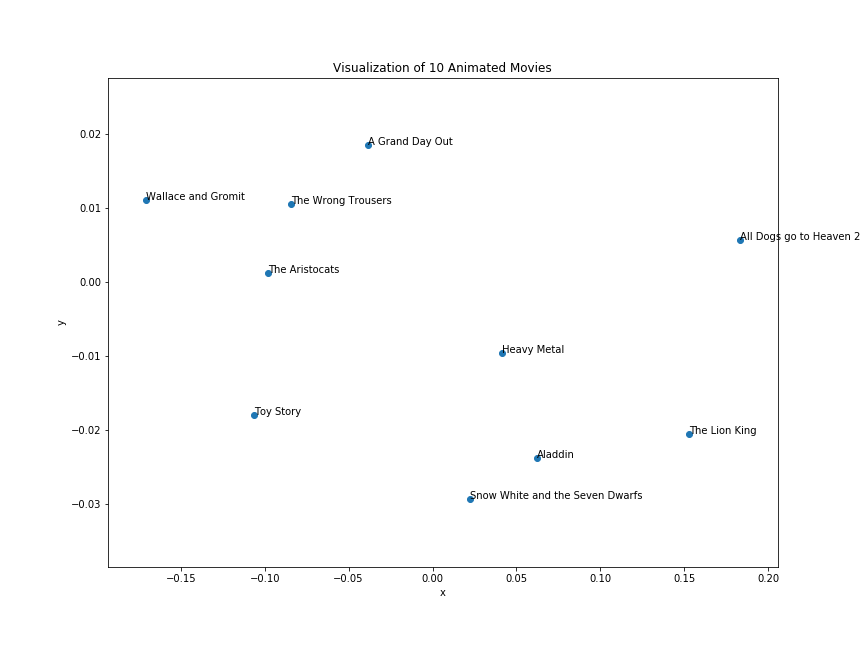 Visualization of 10 Animated Movies
0.02
0.01
0.00
−0.01
−0.02
−0.03
y
A Grand Day Out
Wallace and Gromit
The Wrong Trousers
All Dogs go to Heaven 2
The Aristocats
Heavy Metal
Toy Story
The Lion King
Aladdin
Snow White and the Seven Dwarfs
−0.15 −0.10 −0.05 0.00 0.05 0.10 0.15 0.20
x